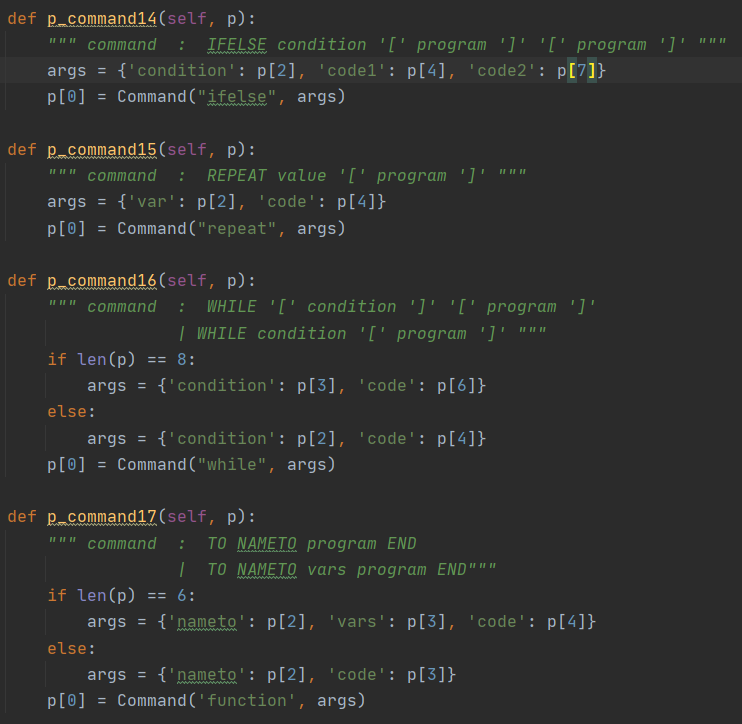 def p_command14(self, p):
    """ command  :  IFELSE condition '[' program ']' '[' program ']' """
    args = {'condition': p[2], 'code1': p[4], 'code2': p[7]}
    p[0] = Command("ifelse", args)

def p_command15(self, p):
    """ command  :  REPEAT value '[' program ']' """
    args = {'var': p[2], 'code': p[4]}
    p[0] = Command("repeat", args)

def p_command16(self, p):
    """ command  :  WHILE '[' condition ']' '[' program ']'
                 | WHILE condition '[' program ']' """
    if len(p) == 8:
        args = {'condition': p[3], 'code': p[6]}
    else:
        args = {'condition': p[2], 'code': p[4]}
    p[0] = Command("while", args)

def p_command17(self, p):
    """ command  :  TO NAMETO program END
                 |  TO NAMETO vars program END"""
    if len(p) == 6:
        args = {'nameto': p[2], 'vars': p[3], 'code': p[4]}
    else:
        args = {'nameto': p[2], 'code': p[3]}
    p[0] = Command('function', args)